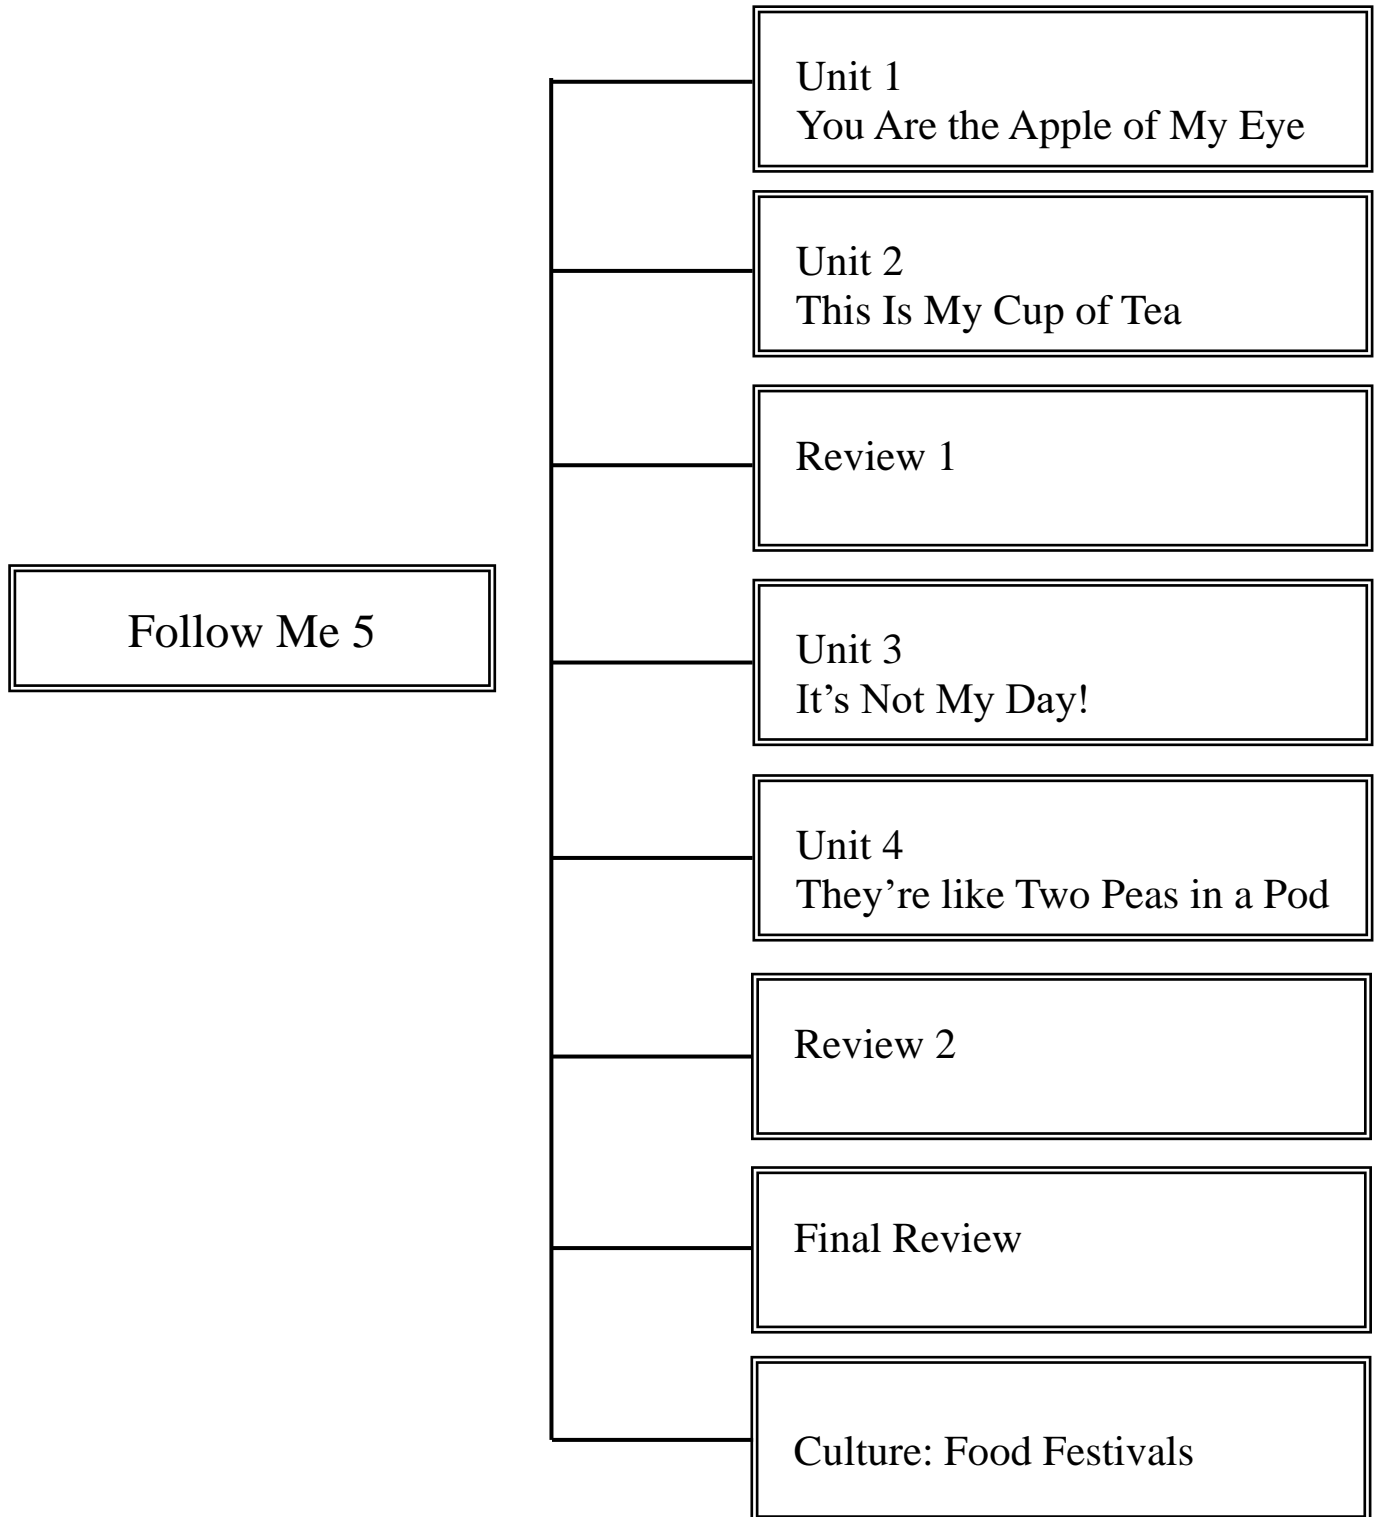 Follow Me 5
Unit 1
You Are the Apple of My Eye
Unit 2
This Is My Cup of Tea
Review 1
Unit 3
It’s Not My Day!
Unit 4
They’re like Two Peas in a Pod
Review 2
Final Review
Culture: Food Festivals